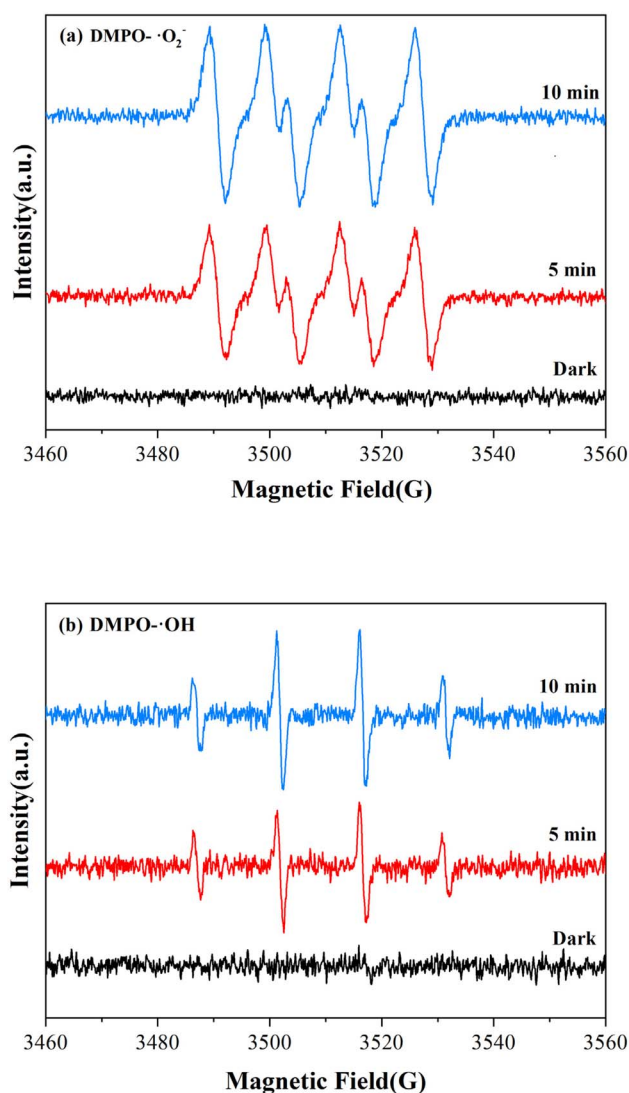 (a) DMPO- ·O₂⁻
10 min
5 min
Dark
Intensity(a.u.)
3460 3480 3500 3520 3540 3560
Magnetic Field(G)
(b) DMPO-·OH
10 min
5 min
Dark
Intensity(a.u.)
3460 3480 3500 3520 3540 3560
Magnetic Field(G)